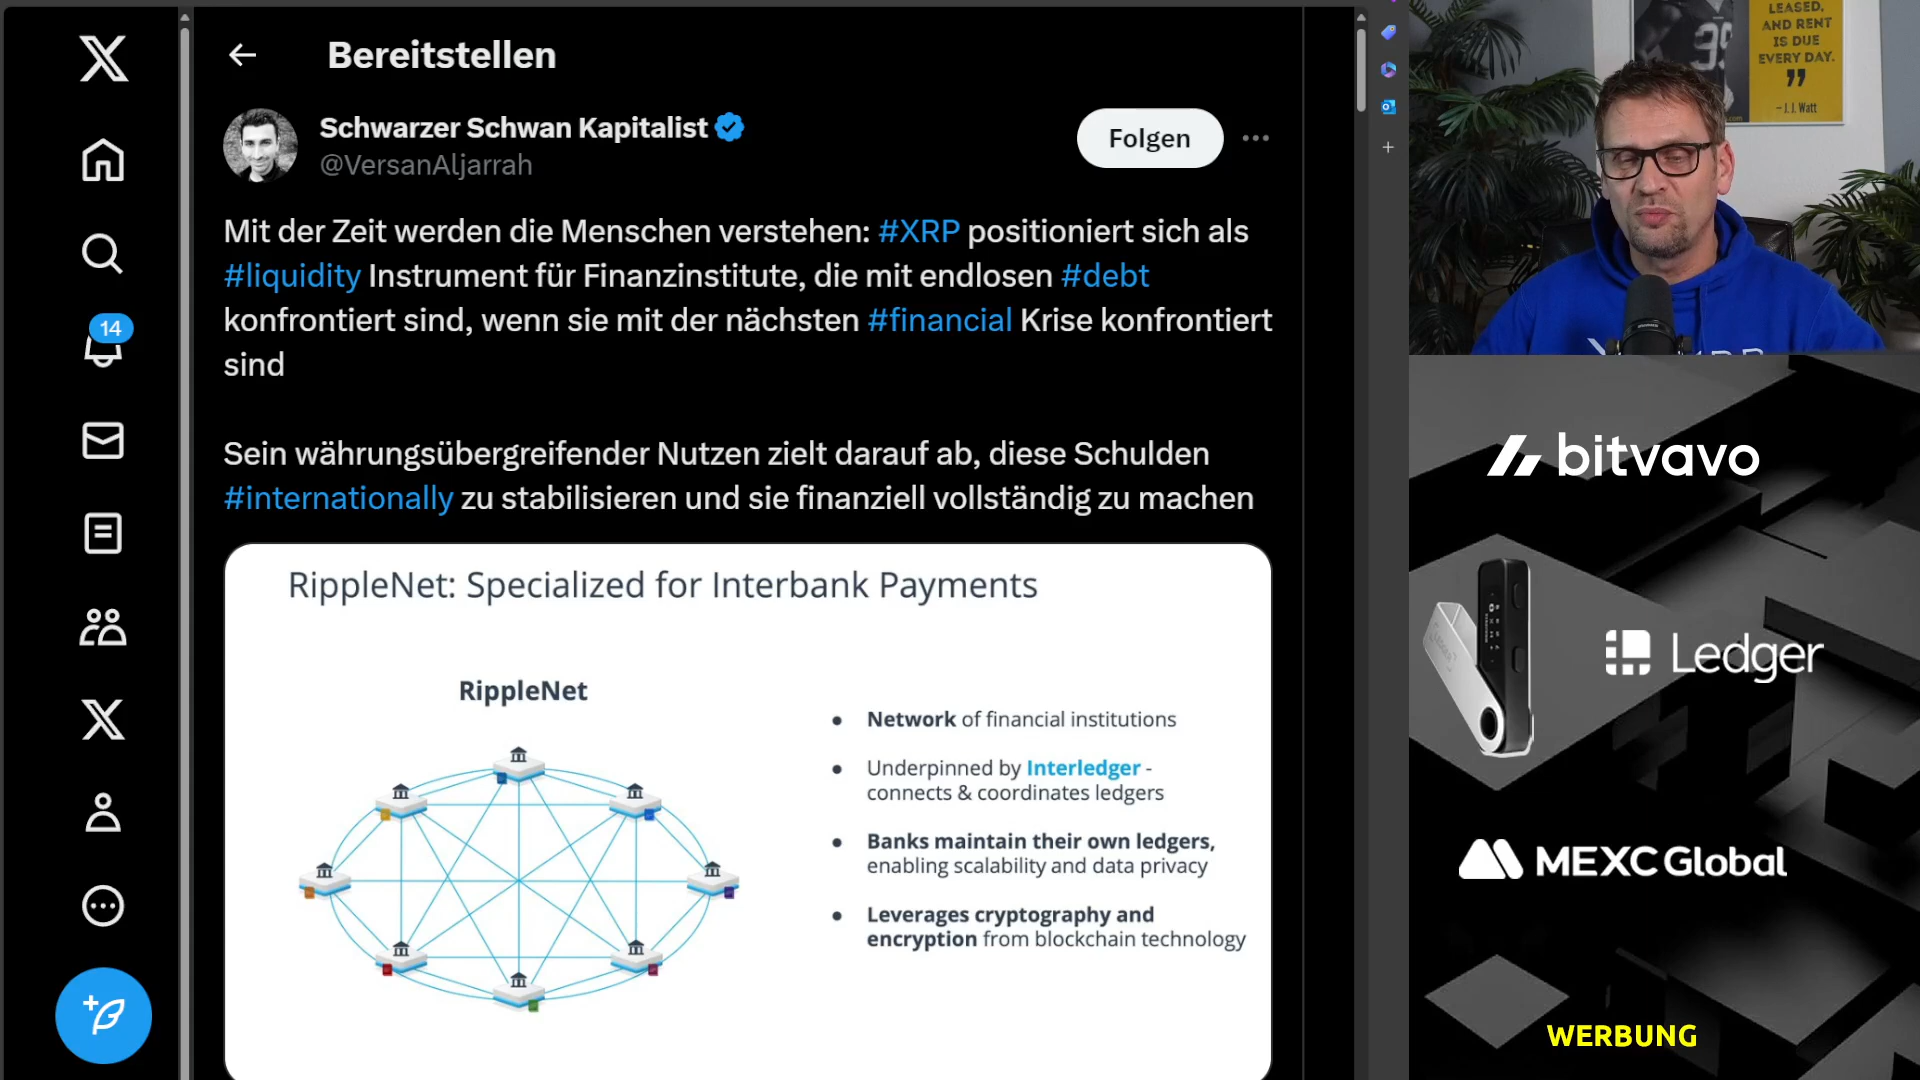 Bereitstellen
Schwarzer Schwan Kapitalist
@VersanAljarrah
Folgen
14
Mit der Zeit werden die Menschen verstehen: #XRP positioniert sich als
#liquidity Instrument für Finanzinstitute, die mit endlosen #debt
konfrontiert sind, wenn sie mit der nächsten #financial Krise konfrontiert
sind
Sein währungsübergreifender Nutzen zielt darauf ab, diese Schulden
#internationally zu stabilisieren und sie finanziell vollständig zu machen
RippleNet: Specialized for Interbank Payments
RippleNet
• Network of financial institutions
• Underpinned by Interledger -
connects & coordinates ledgers
• Banks maintain their own ledgers,
enabling scalability and data privacy
• Leverages cryptography and
encryption from blockchain technology
LEASED,
AND RENT
IS DUE
EVERY DAY.
”
– J.J. Watt
99
bitvavo
Ledger
MEXC Global
WERBUNG